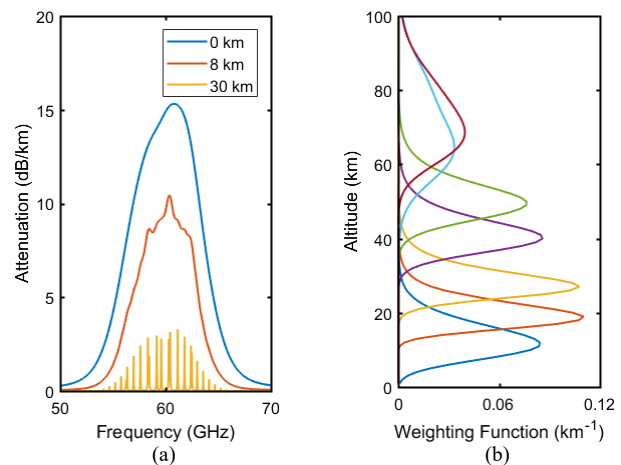 20
15
10
5
0
50
60
70
Attenuation (dB/km)
Frequency (GHz)
0 km
8 km
30 km
(a)
100
80
60
40
20
0
0
0.06
0.12
Altitude (km)
Weighting Function (km⁻¹)
(b)